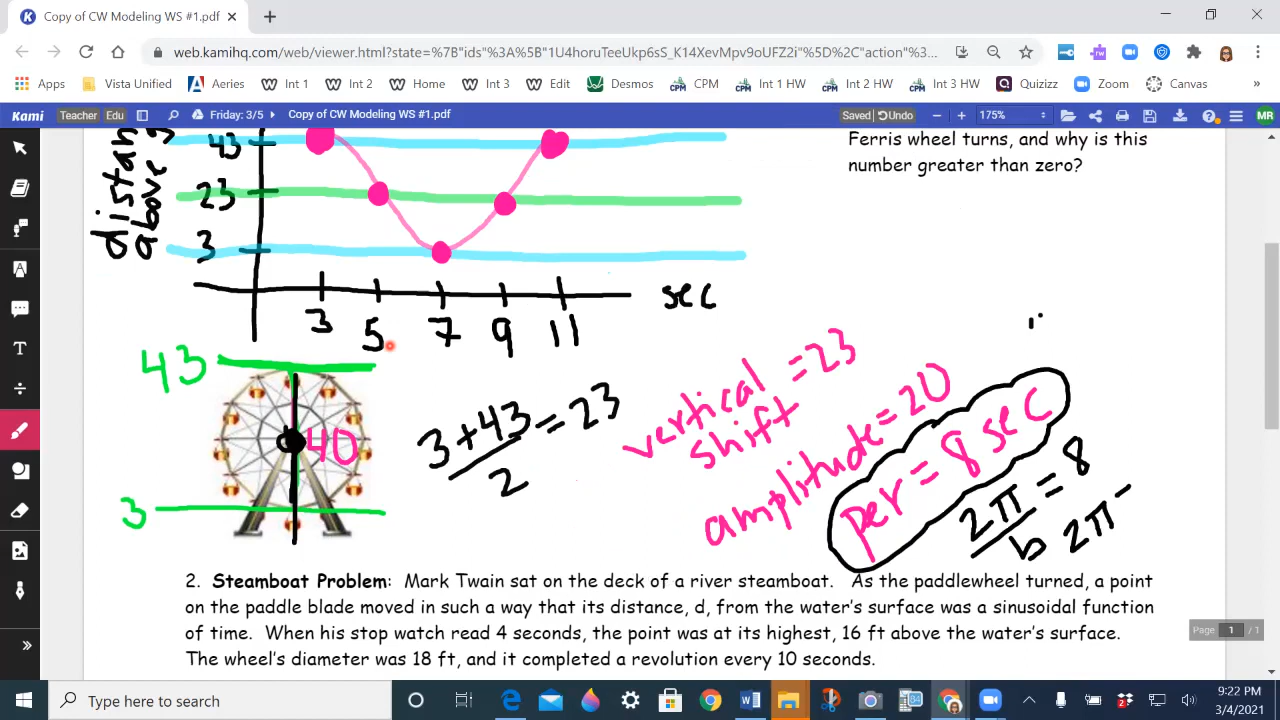 Copy of CW Modeling WS #1.pdf
web.kamihq.com/web/viewer.html?state=%7B"ids"%3A%5B"1U4horuTeeUkp6sS_K14XevMpv9oUFZ2i"%5D%2C"action"%3...
Apps Vista Unified Aeries Int 1 Int 2 Home Int 3 Edit Desmos CPM Int 1 HW Int 2 HW Int 3 HW Quizizz Zoom Canvas »
Kami Teacher Edu Friday: 3/5 Copy of CW Modeling WS #1.pdf Saved Undo 175% MR
Ferris wheel turns, and why is this
number greater than zero?
distan
above
43
23
3
3 5 7 9 11 sec
43
40
3
3+43/2 = 23
vertical shift = 23
amplitude = 20
per = 8 sec
2π/b = 8
2π -
2. Steamboat Problem: Mark Twain sat on the deck of a river steamboat. As the paddlewheel turned, a point
on the paddle blade moved in such a way that its distance, d, from the water's surface was a sinusoidal function
of time. When his stop watch read 4 seconds, the point was at its highest, 16 ft above the water's surface.
The wheel's diameter was 18 ft, and it completed a revolution every 10 seconds.
Page 1 / 1
Type here to search
9:22 PM
3/4/2021